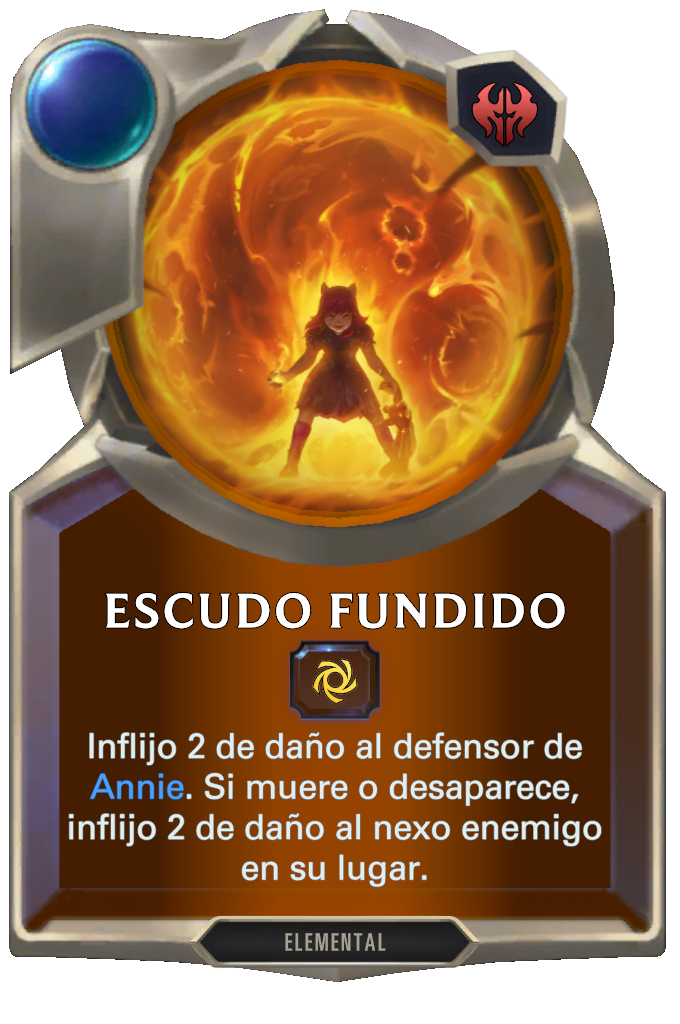 ESCUDO FUNDIDO
Inflijo 2 de daño al defensor de
Annie. Si muere o desaparece,
inflijo 2 de daño al nexo enemigo
en su lugar.
ELEMENTAL